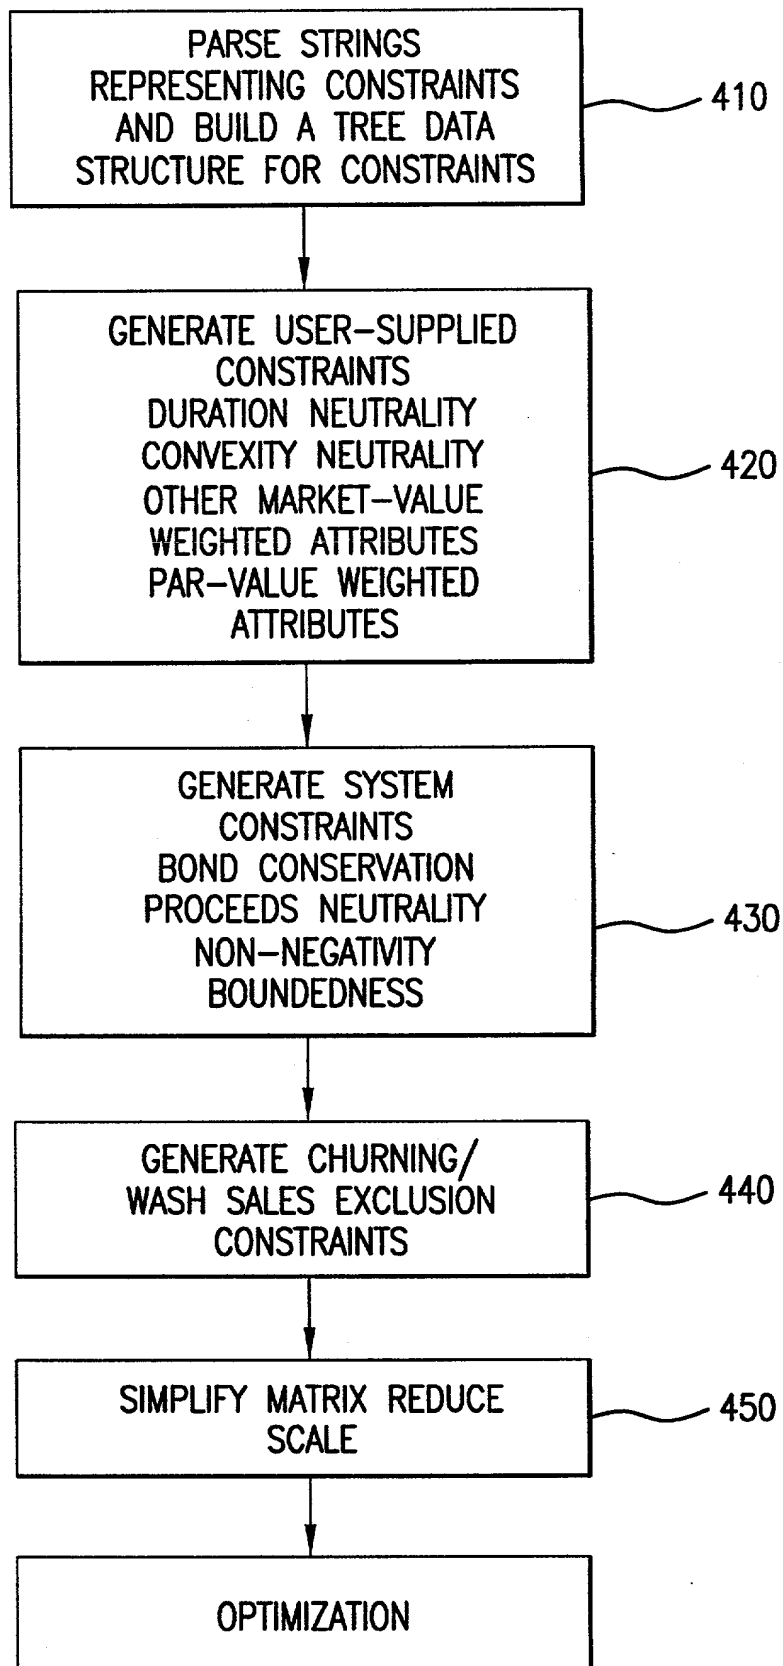 PARSE STRINGS
REPRESENTING CONSTRAINTS
AND BUILD A TREE DATA
STRUCTURE FOR CONSTRAINTS
410
GENERATE USER-SUPPLIED
CONSTRAINTS
DURATION NEUTRALITY
CONVEXITY NEUTRALITY
OTHER MARKET-VALUE
WEIGHTED ATTRIBUTES
PAR-VALUE WEIGHTED
ATTRIBUTES
420
GENERATE SYSTEM
CONSTRAINTS
BOND CONSERVATION
PROCEEDS NEUTRALITY
NON-NEGATIVITY
BOUNDEDNESS
430
GENERATE CHURNING/
WASH SALES EXCLUSION
CONSTRAINTS
440
SIMPLIFY MATRIX REDUCE
SCALE
450
OPTIMIZATION